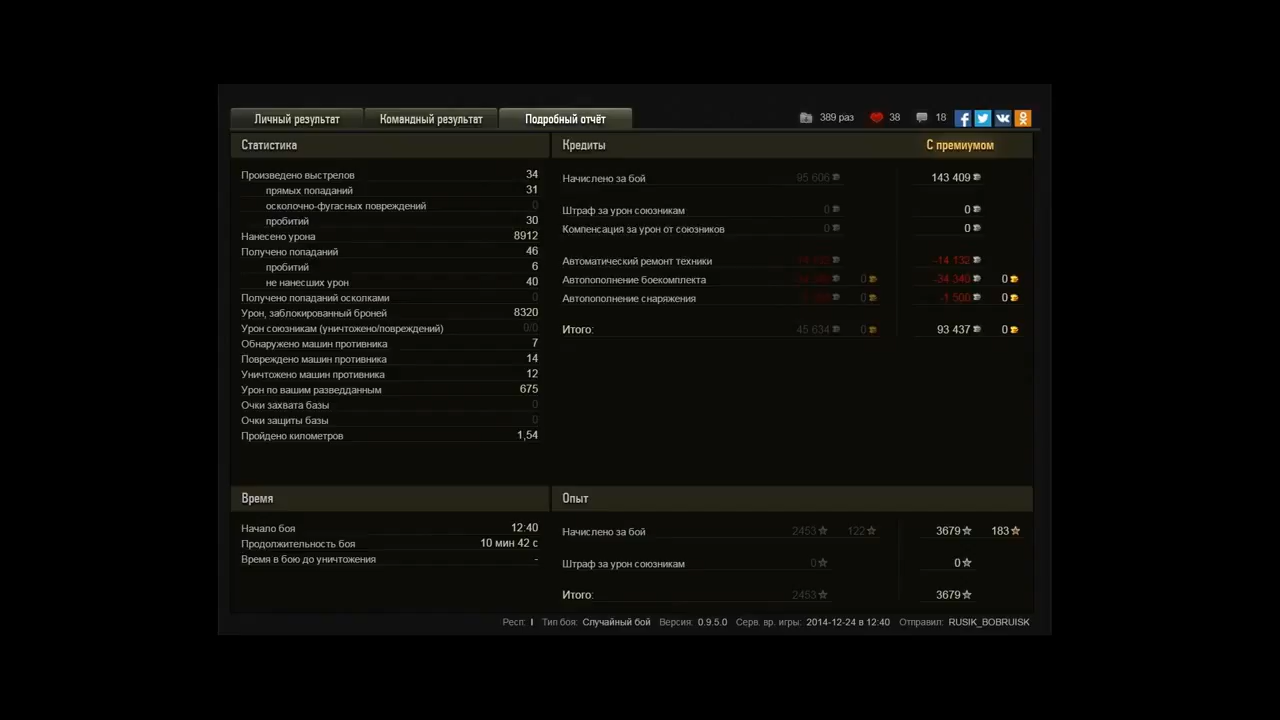 Личный результат Командный результат Подробный отчёт 389 раз 38 18
Статистика Кредиты С премиумом
Произведено выстрелов 34
прямых попаданий 31
осколочно-фугасных повреждений 0
пробитий 30
Нанесено урона 8912
Получено попаданий 46
пробитий 6
не нанесших урон 40
Получено попаданий осколками 0
Урон, заблокированный броней 8320
Урон союзникам (уничтожено/повреждений) 0/0
Обнаружено машин противника 7
Повреждено машин противника 14
Уничтожено машин противника 12
Урон по вашим разведданным 675
Очки захвата базы 0
Очки защиты базы 0
Пройдено километров 1,54
Начислено за бой 95 606 143 409
Штраф за урон союзникам 0 0
Компенсация за урон от союзников 0 0
Автоматический ремонт техники -14 132
Автопополнение боекомплекта 0 -34 340 0
Автопополнение снаряжения 0 -1 500 0
Итого: 45 634 0 93 437 0
Время Опыт
Начало боя 12:40
Продолжительность боя 10 мин 42 с
Время в бою до уничтожения -
Начислено за бой 2453 122 3679 183
Штраф за урон союзникам 0 0
Итого: 2453 3679
Респ: I Тип боя: Случайный бой Версия: 0.9.5.0 Серв. вр. игры: 2014-12-24 в 12:40 Отправил: RUSIK_BOBRUISK